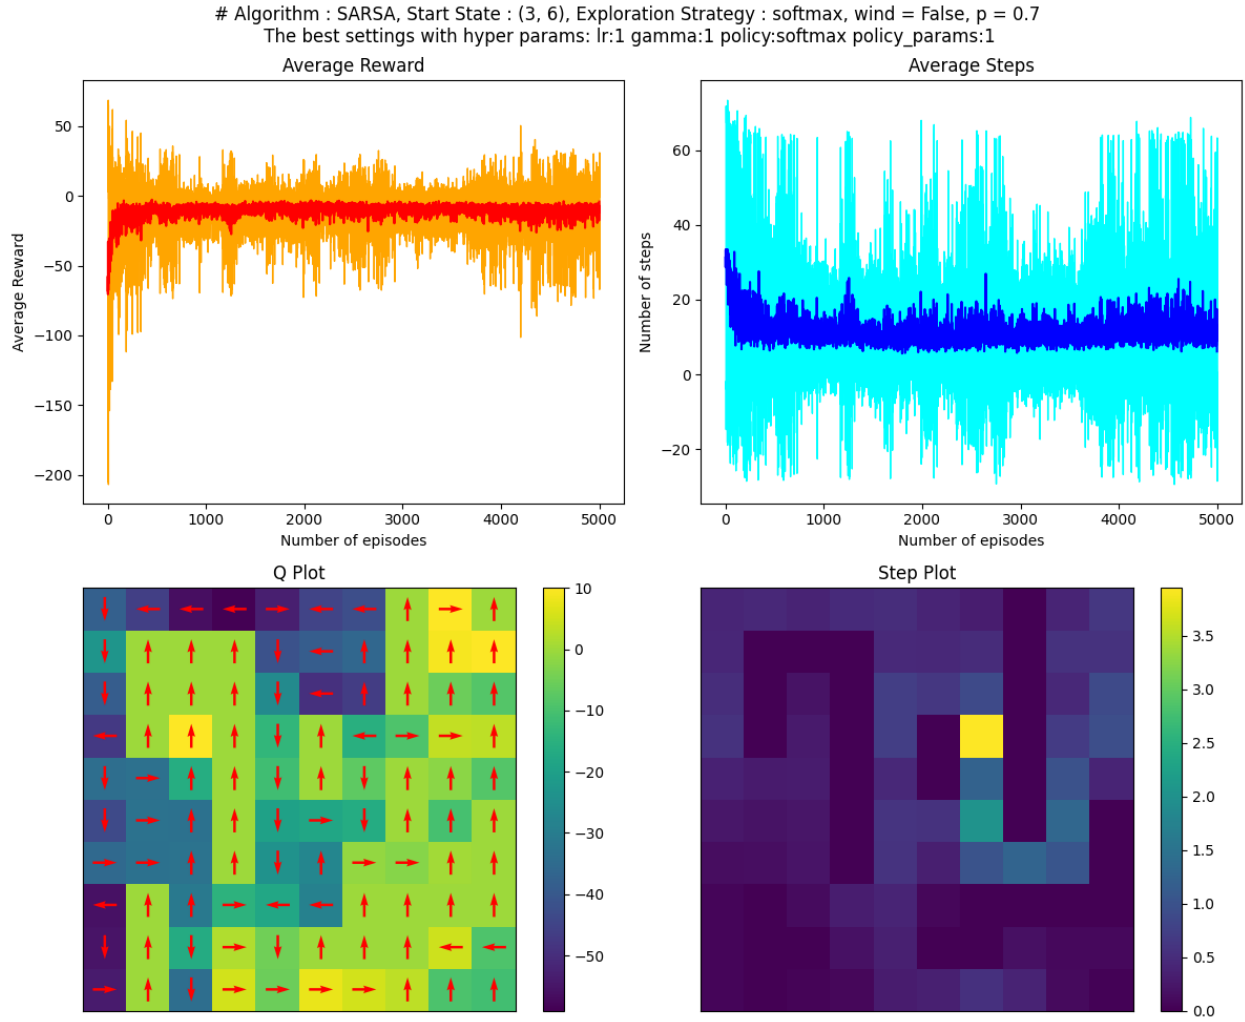 # Algorithm : SARSA, Start State : (3, 6), Exploration Strategy : softmax, wind = False, p = 0.7
The best settings with hyper params: lr:1 gamma:1 policy:softmax policy_params:1
Average Reward
50
0
−50
−100
−150
−200
Average Reward
0 1000 2000 3000 4000 5000
Number of episodes
Average Steps
60
40
20
0
−20
Number of steps
0 1000 2000 3000 4000 5000
Number of episodes
Q Plot
10
0
−10
−20
−30
−40
−50
Step Plot
3.5
3.0
2.5
2.0
1.5
1.0
0.5
0.0